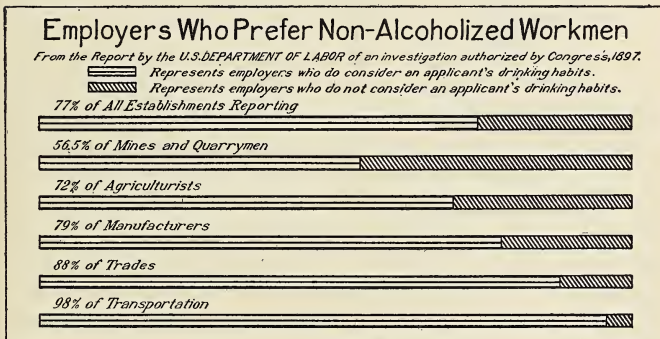 Employers Who Prefer Non-Alcoholized Workmen
From the Report by the U.S.DEPARTMENT OF LABOR of an investigation authorized by Congress, 1897.
Represents employers who do consider an applicant's drinking habits.
Represents employers who do not consider an applicant's drinking habits.
77% of All Establishments Reporting
56.5% of Mines and Quarrymen
72% of Agriculturists
79% of Manufacturers
88% of Trades
98% of Transportation